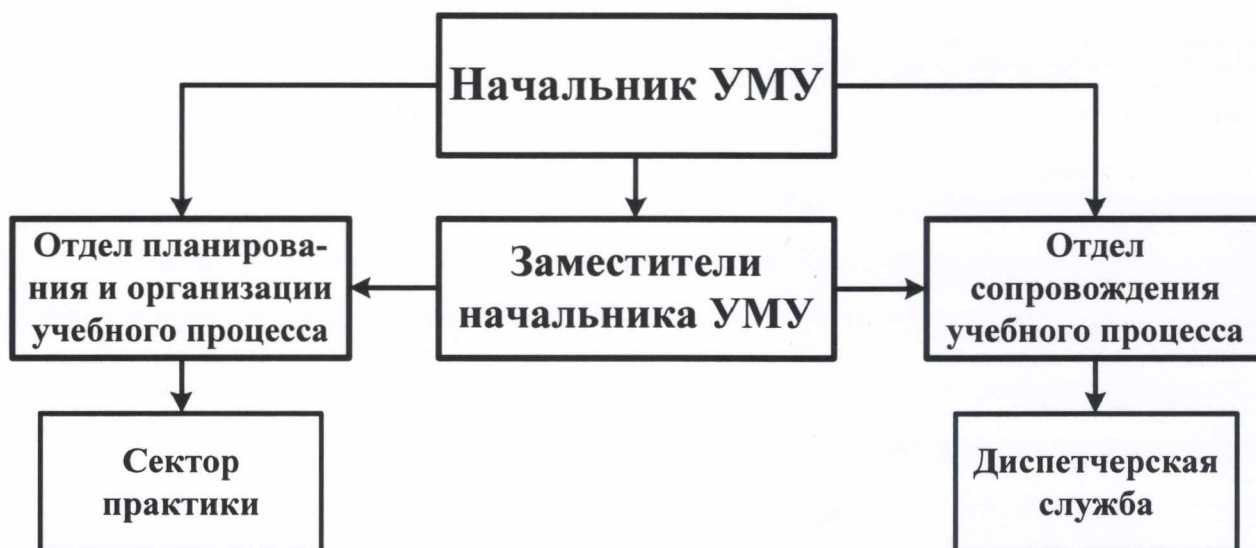 Начальник УМУ
Отдел планирова-
ния и организации
учебного процесса
Заместители
начальника УМУ
Отдел
сопровождения
учебного процесса
Сектор
практики
Диспетчерская
служба